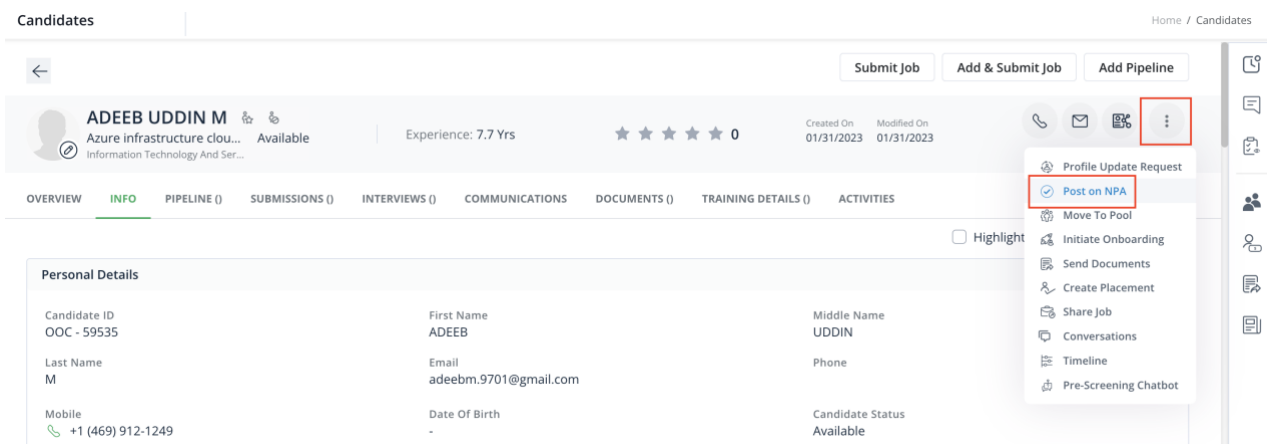 Candidates
Home / Candidates
Submit Job
Add & Submit Job
Add Pipeline
ADEEB UDDIN M
Azure infrastructure clou... Available
Information Technology And Ser...
Experience: 7.7 Yrs
0
Created On
01/31/2023
Modified On
01/31/2023
OVERVIEW INFO PIPELINE () SUBMISSIONS () INTERVIEWS () COMMUNICATIONS DOCUMENTS () TRAINING DETAILS () ACTIVITIES
Highlight
Profile Update Request
Post on NPA
Move To Pool
Initiate Onboarding
Send Documents
Create Placement
Share Job
Conversations
Timeline
Pre-Screening Chatbot
Personal Details
Candidate ID
OOC - 59535
First Name
ADEEB
Middle Name
UDDIN
Last Name
M
Email
adeebm.9701@gmail.com
Phone
Mobile
+1 (469) 912-1249
Date Of Birth
-
Candidate Status
Available